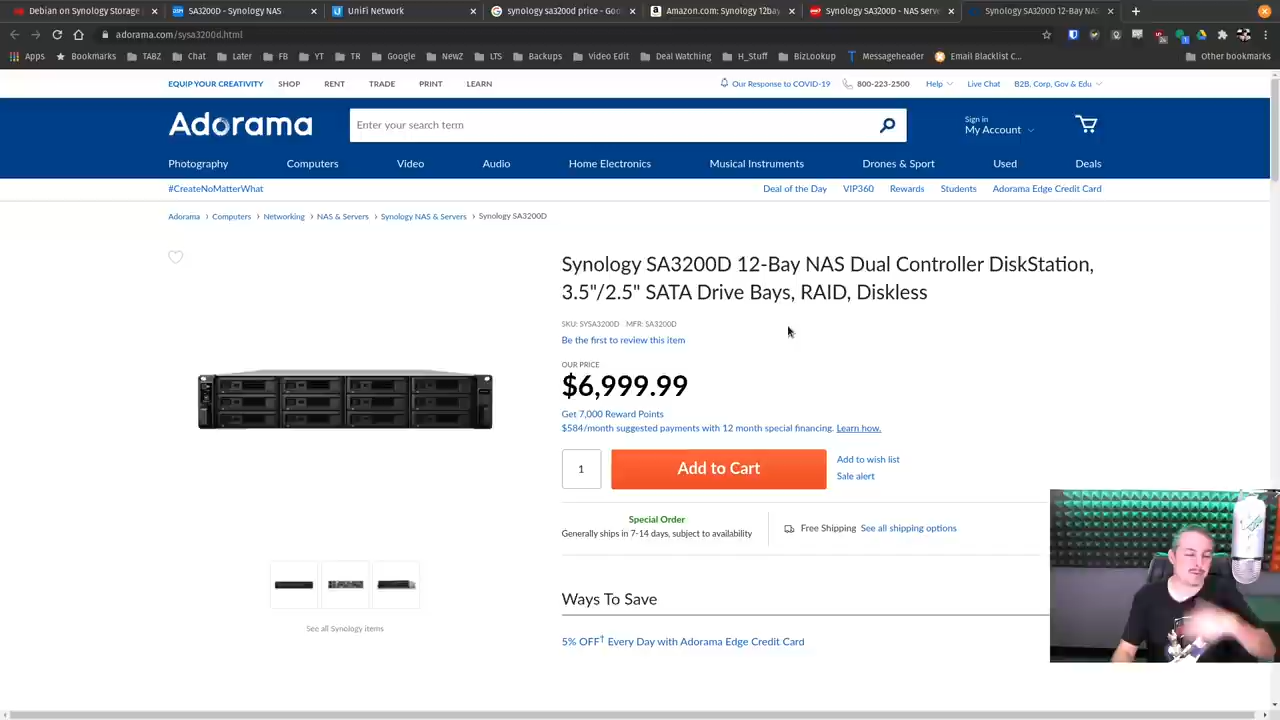 Debian on Synology Storage
SA3200D - Synology NAS
UniFi Network
synology sa3200d price - Goo
Amazon.com: Synology 12bay
Synology SA3200D - NAS serve
Synology SA3200D 12-Bay NAS
adorama.com/sysa3200d.html
Apps
Bookmarks
TABZ
Chat
Later
FB
YT
TR
Google
NewZ
LTS
Backups
Video Edit
Deal Watching
H_Stuff
BizLookup
Messageheader
Email Blacklist C...
Other bookmarks
EQUIP YOUR CREATIVITY
SHOP
RENT
TRADE
PRINT
LEARN
Our Response to COVID-19
800-223-2500
Help
Live Chat
B2B, Corp, Gov & Edu
Adorama
Enter your search term
Sign in
My Account
Photography
Computers
Video
Audio
Home Electronics
Musical Instruments
Drones & Sport
Used
Deals
#CreateNoMatterWhat
Deal of the Day
VIP360
Rewards
Students
Adorama Edge Credit Card
Adorama › Computers › Networking › NAS & Servers › Synology NAS & Servers › Synology SA3200D
Synology SA3200D 12-Bay NAS Dual Controller DiskStation,
3.5"/2.5" SATA Drive Bays, RAID, Diskless
SKU: SYSA3200D MFR: SA3200D
Be the first to review this item
OUR PRICE
$6,999.99
Get 7,000 Reward Points
$584/month suggested payments with 12 month special financing. Learn how.
1
Add to Cart
Add to wish list
Sale alert
Special Order
Generally ships in 7-14 days, subject to availability
Free Shipping See all shipping options
See all Synology items
Ways To Save
5% OFF† Every Day with Adorama Edge Credit Card